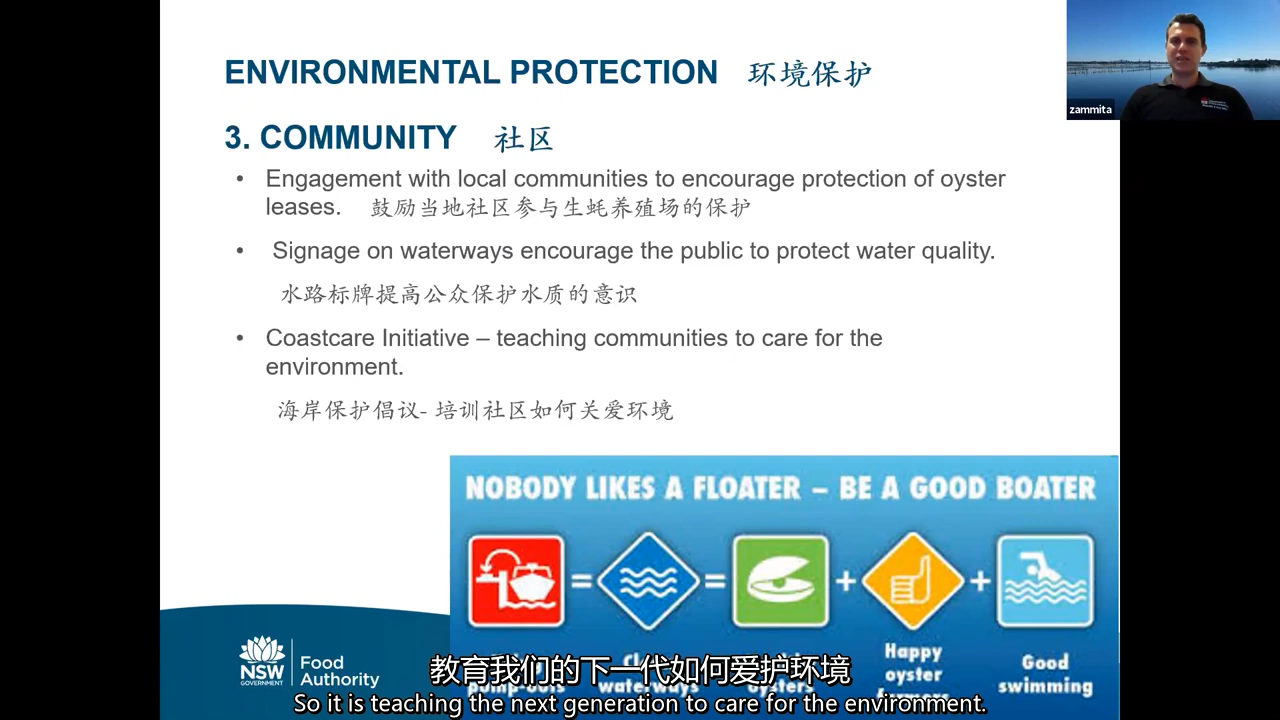 ENVIRONMENTAL PROTECTION 环境保护
zammita
3. COMMUNITY 社区
• Engagement with local communities to encourage protection of oyster
leases. 鼓励当地社区参与生蚝养殖场的保护
• Signage on waterways encourage the public to protect water quality.
水路标牌提高公众保护水质的意识
• Coastcare Initiative – teaching communities to care for the
environment.
海岸保护倡议- 培训社区如何关爱环境
NOBODY LIKES A FLOATER – BE A GOOD BOATER
= = + +
Happy
oyster
Good
swimming
pump-outs
waterways
oysters
NSW
GOVERNMENT
Food
Authority
教育我们的下一代如何爱护环境
So it is teaching the next generation to care for the environment.